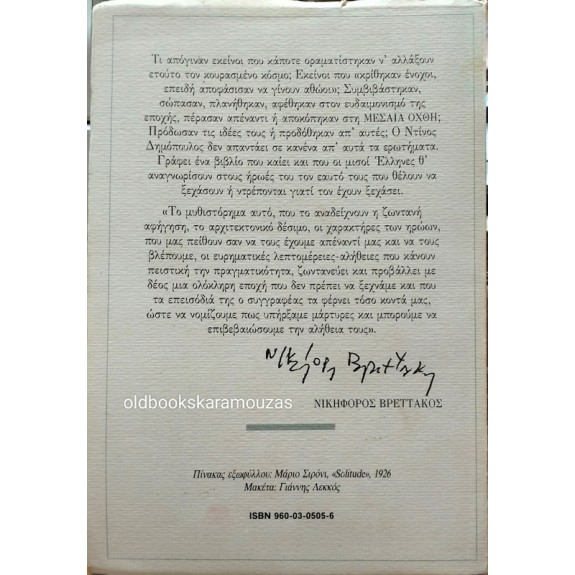 Τι απόγιναν εκείνοι που κάποτε οραματίστηκαν ν' αλλάξουν
ετούτο τον κουρασμένο κόσμο; Εκείνοι που «κρίθηκαν ένοχοι,
επειδή αποφάσισαν να γίνουν αθώοι»; Συμβιβάστηκαν,
σώπασαν, πλανήθηκαν, αφέθηκαν στον ευδαιμονισμό της
εποχής, πέρασαν απέναντι ή αποκόπηκαν στη ΜΕΣΑΙΑ ΟΧΘΗ;
Πρόδωσαν τις ιδέες τους ή προδόθηκαν απ' αυτές; Ο Ντίνος
Δημόπουλος δεν απαντάει σε κανένα απ' αυτά τα ερωτήματα.
Γράφει ένα βιβλίο που καίει και που οι μισοί Έλληνες θ'
αναγνωρίσουν στους ήρωές του τον εαυτό τους που θέλουν να
ξεχάσουν ή ντρέπονται γιατί τον έχουν ξεχάσει.
«Το μυθιστόρημα αυτό, που το αναδείχνουν η ζωντανή
αφήγηση, το αρχιτεκτονικό δέσιμο, οι χαρακτήρες των ηρώων,
που μας πείθουν σαν να τους έχουμε απέναντί μας και να τους
βλέπουμε, οι ευρηματικές λεπτομέρειες-αλήθειες που κάνουν
πειστική την πραγματικότητα, ζωντανεύει και προβάλλει με
δέος μια ολόκληρη εποχή που δεν πρέπει να ξεχνάμε και που
τα επεισόδιά της ο συγγραφέας τα φέρνει τόσο κοντά μας,
ώστε να νομίζουμε πως υπήρξαμε μάρτυρες και μπορούμε να
επιβεβαιώσουμε την αλήθεια τους».
Νικηφόρος Βρεττάκος
oldbookskaramouzas
ΝΙΚΗΦΟΡΟΣ ΒΡΕΤΤΑΚΟΣ
Πίνακας εξωφύλλου: Μάριο Σιρόνι, «Solitude», 1926
Μακέτα: Γιάννης Λεκκός
ISBN 960-03-0505-6